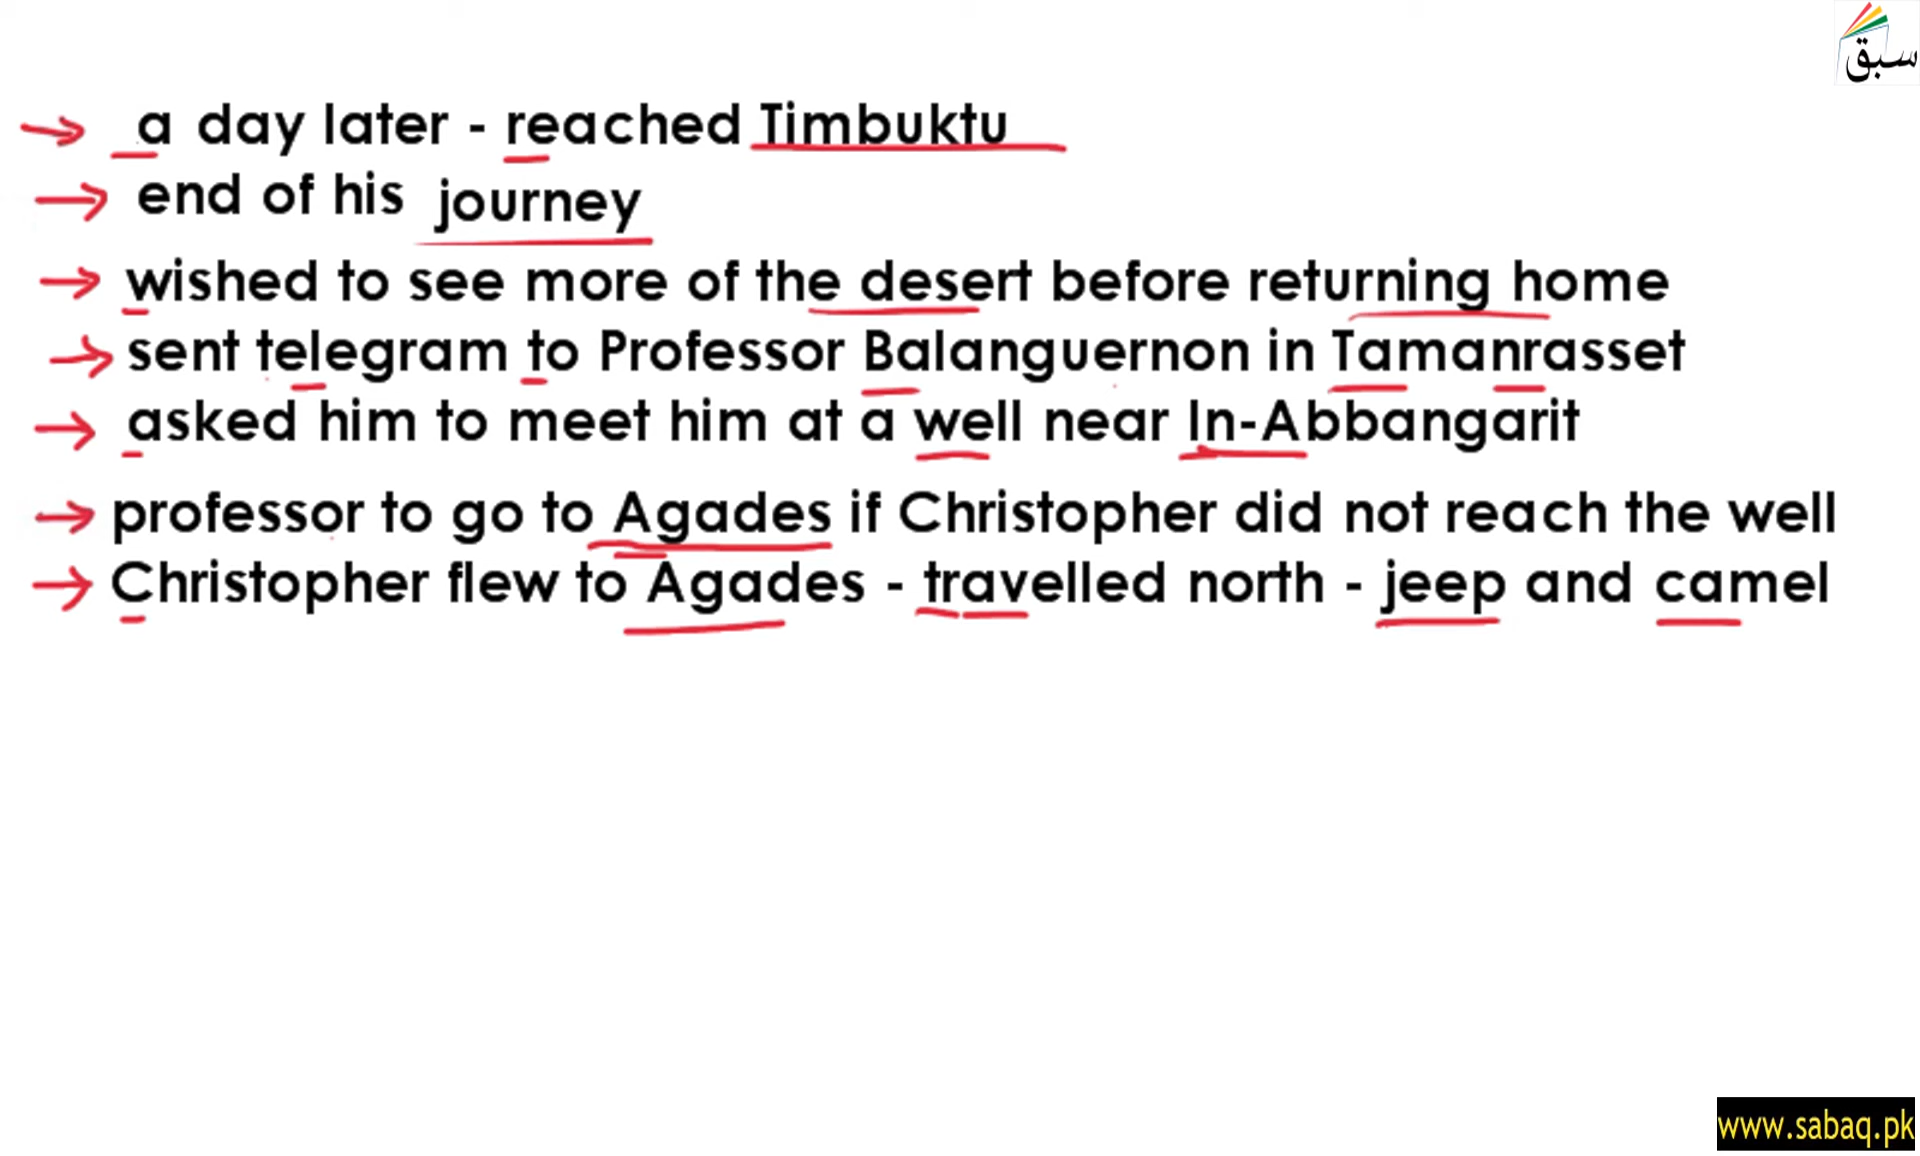 سبق
a day later - reached Timbuktu
end of his journey
wished to see more of the desert before returning home
sent telegram to Professor Balanguernon in Tamanrasset
asked him to meet him at a well near In-Abbangarit
professor to go to Agades if Christopher did not reach the well
Christopher flew to Agades - travelled north - jeep and camel
www.sabaq.pk